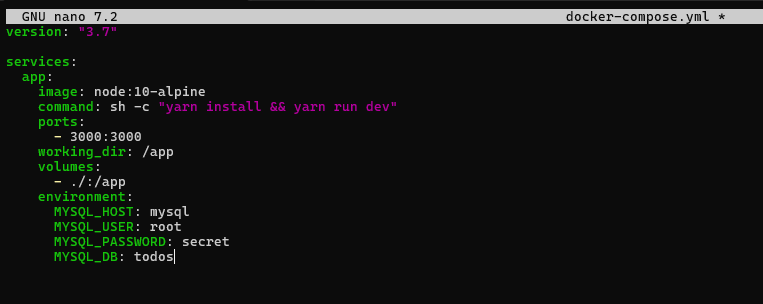 GNU nano 7.2 docker-compose.yml *
version: "3.7"
services:
  app:
    image: node:10-alpine
    command: sh -c "yarn install && yarn run dev"
    ports:
      - 3000:3000
    working_dir: /app
    volumes:
      - ./:/app
    environment:
      MYSQL_HOST: mysql
      MYSQL_USER: root
      MYSQL_PASSWORD: secret
      MYSQL_DB: todos